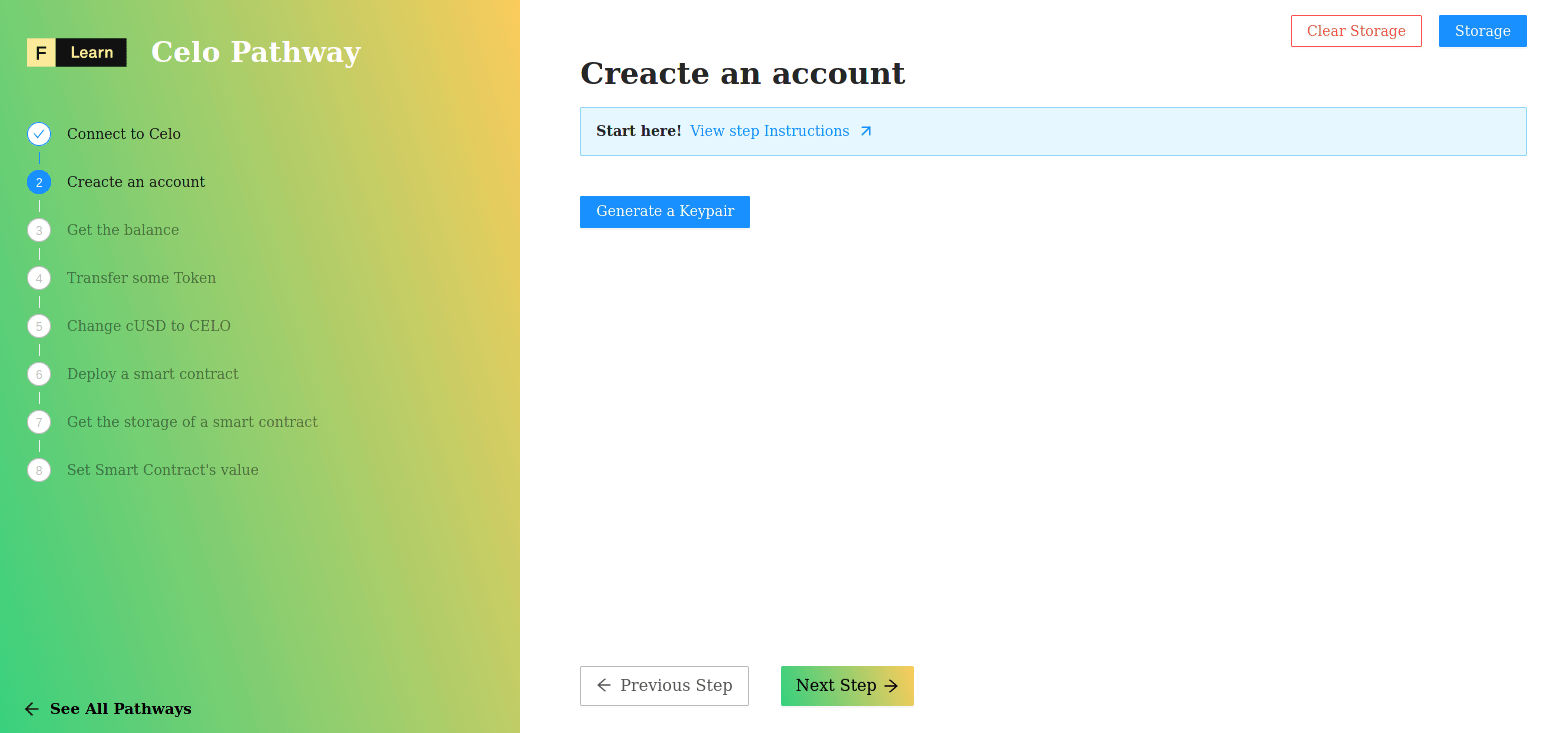 F Learn Celo Pathway
Connect to Celo
2 Creacte an account
3 Get the balance
4 Transfer some Token
5 Change cUSD to CELO
6 Deploy a smart contract
7 Get the storage of a smart contract
8 Set Smart Contract's value
See All Pathways
Clear Storage Storage
Creacte an account
Start here! View step Instructions
Generate a Keypair
Previous Step Next Step